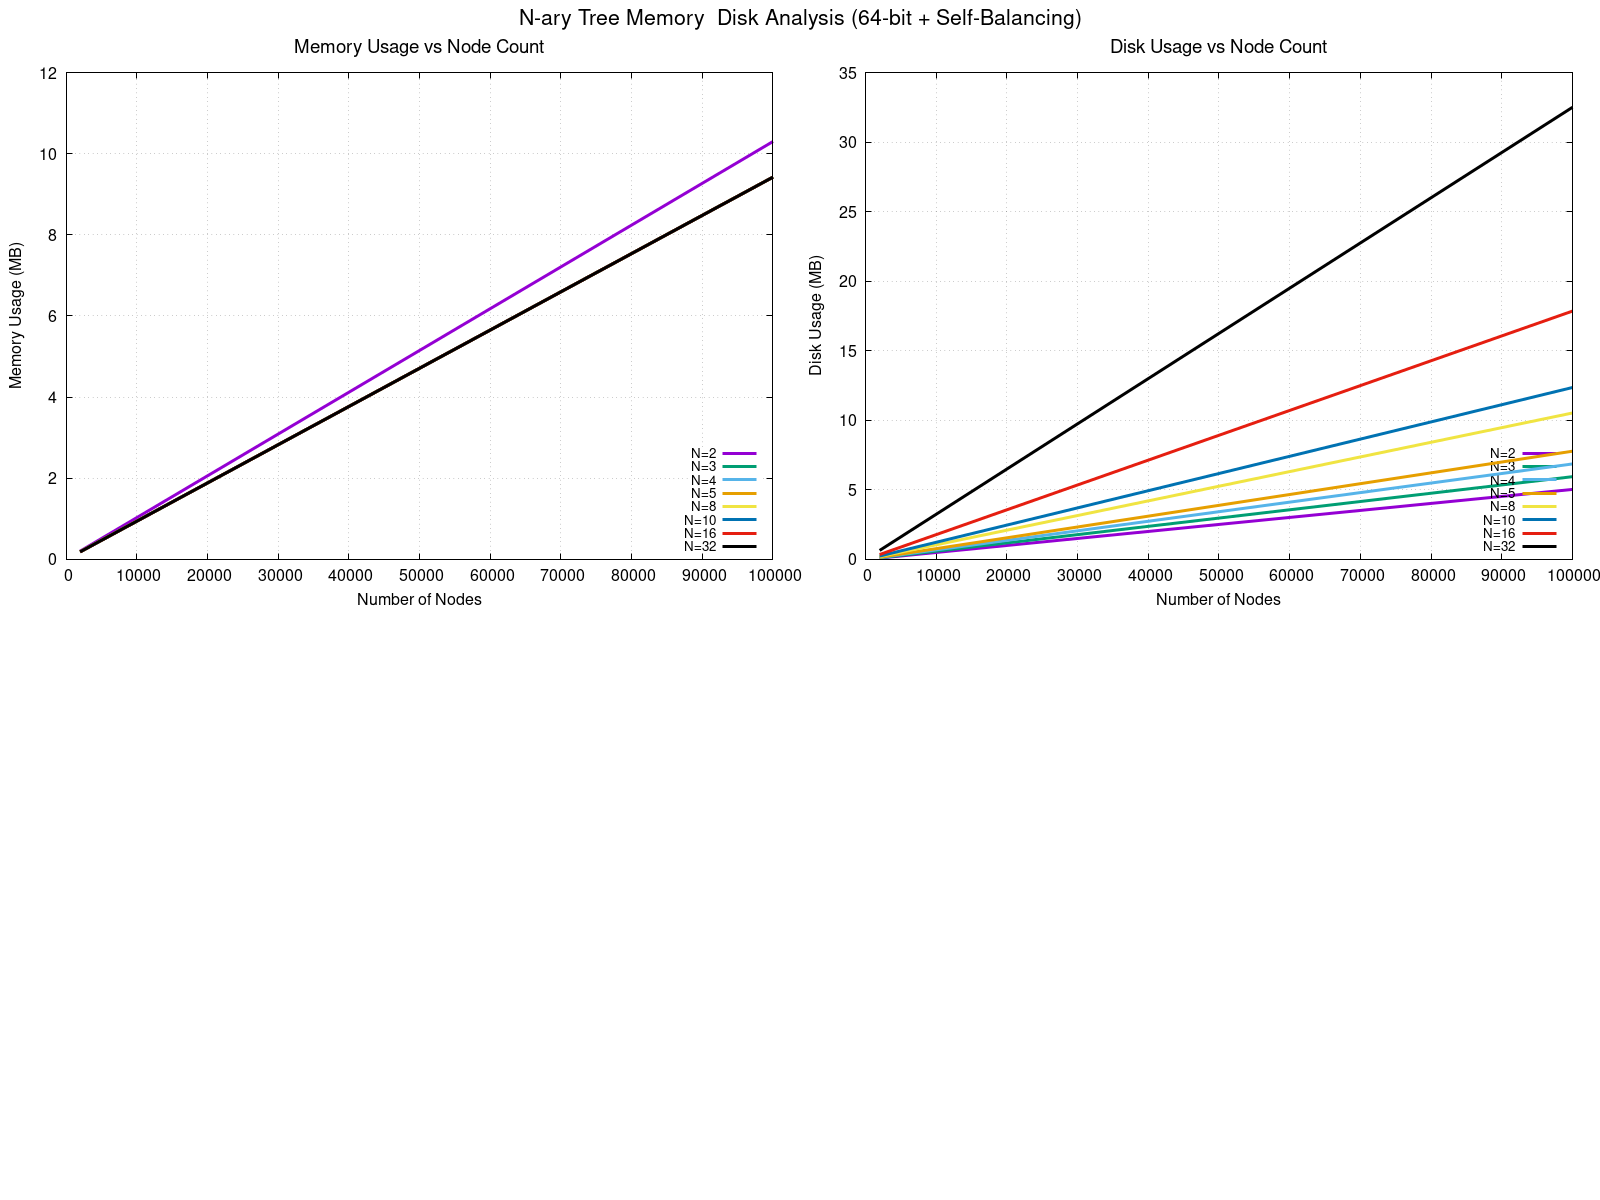 N-ary Tree Memory  Disk Analysis (64-bit + Self-Balancing)
Memory Usage vs Node Count
12
10
8
6
4
2
0
Memory Usage (MB)
N=2
N=3
N=4
N=5
N=8
N=10
N=16
N=32
0 10000 20000 30000 40000 50000 60000 70000 80000 90000 100000
Number of Nodes
Disk Usage vs Node Count
35
30
25
20
15
10
5
0
Disk Usage (MB)
N=2
N=3
N=4
N=5
N=8
N=10
N=16
N=32
0 10000 20000 30000 40000 50000 60000 70000 80000 90000 100000
Number of Nodes